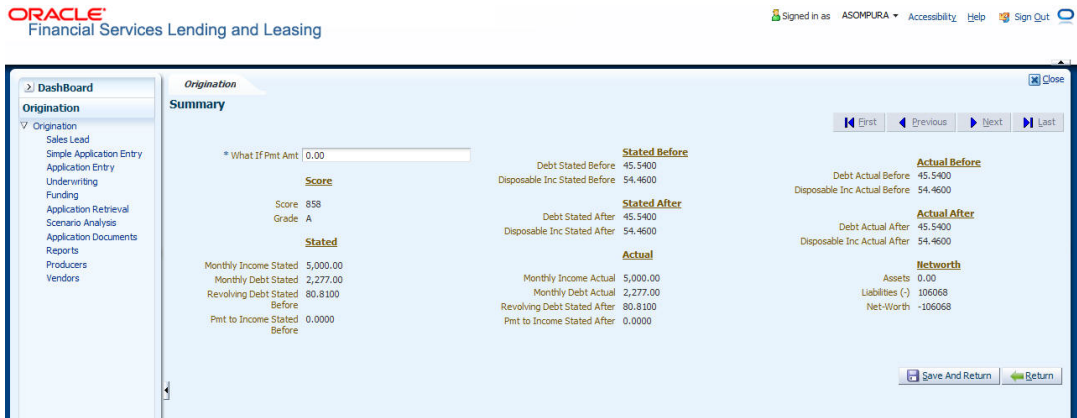 ORACLE
Financial Services Lending and Leasing
Signed in as ASOMPURA Accessibility Help Sign Out
DashBoard
Origination
Origination
Sales Lead
Simple Application Entry
Application Entry
Underwriting
Funding
Application Retrieval
Scenario Analysis
Application Documents
Reports
Producers
Vendors
Origination
Close
Summary
First Previous Next Last
* What If Pmt Amt 0.00
Score
Score 858
Grade A
Stated
Monthly Income Stated 5,000.00
Monthly Debt Stated 2,277.00
Revolving Debt Stated Before 80.8100
Pmt to Income Stated Before 0.0000
Stated Before
Debt Stated Before 45.5400
Disposable Inc Stated Before 54.4600
Stated After
Debt Stated After 45.5400
Disposable Inc Stated After 54.4600
Actual
Monthly Income Actual 5,000.00
Monthly Debt Actual 2,277.00
Revolving Debt Stated After 80.8100
Pmt to Income Stated After 0.0000
Actual Before
Debt Actual Before 45.5400
Disposable Inc Actual Before 54.4600
Actual After
Debt Actual After 45.5400
Disposable Inc Actual After 54.4600
Networth
Assets 0.00
Liabilities (-) 106068
Net-Worth -106068
Save And Return Return